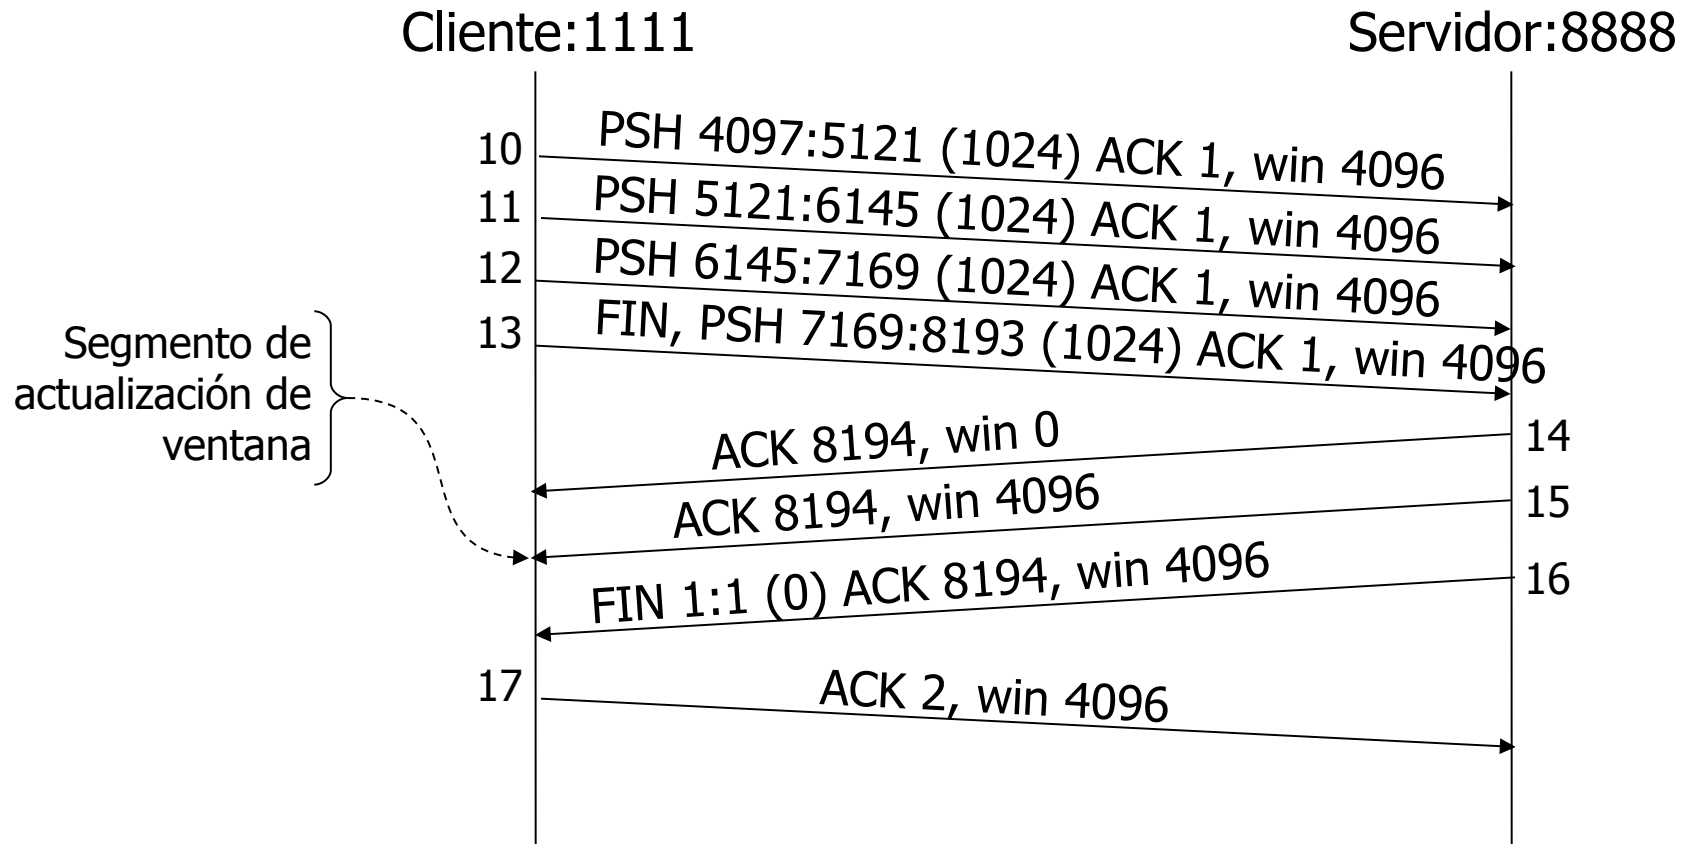 Cliente:1111
Servidor:8888
10
PSH 4097:5121 (1024) ACK 1, win 4096
11
PSH 5121:6145 (1024) ACK 1, win 4096
12
PSH 6145:7169 (1024) ACK 1, win 4096
13
FIN, PSH 7169:8193 (1024) ACK 1, win 4096
Segmento de
actualización de
ventana
ACK 8194, win 0
14
ACK 8194, win 4096
15
FIN 1:1 (0) ACK 8194, win 4096
16
17
ACK 2, win 4096